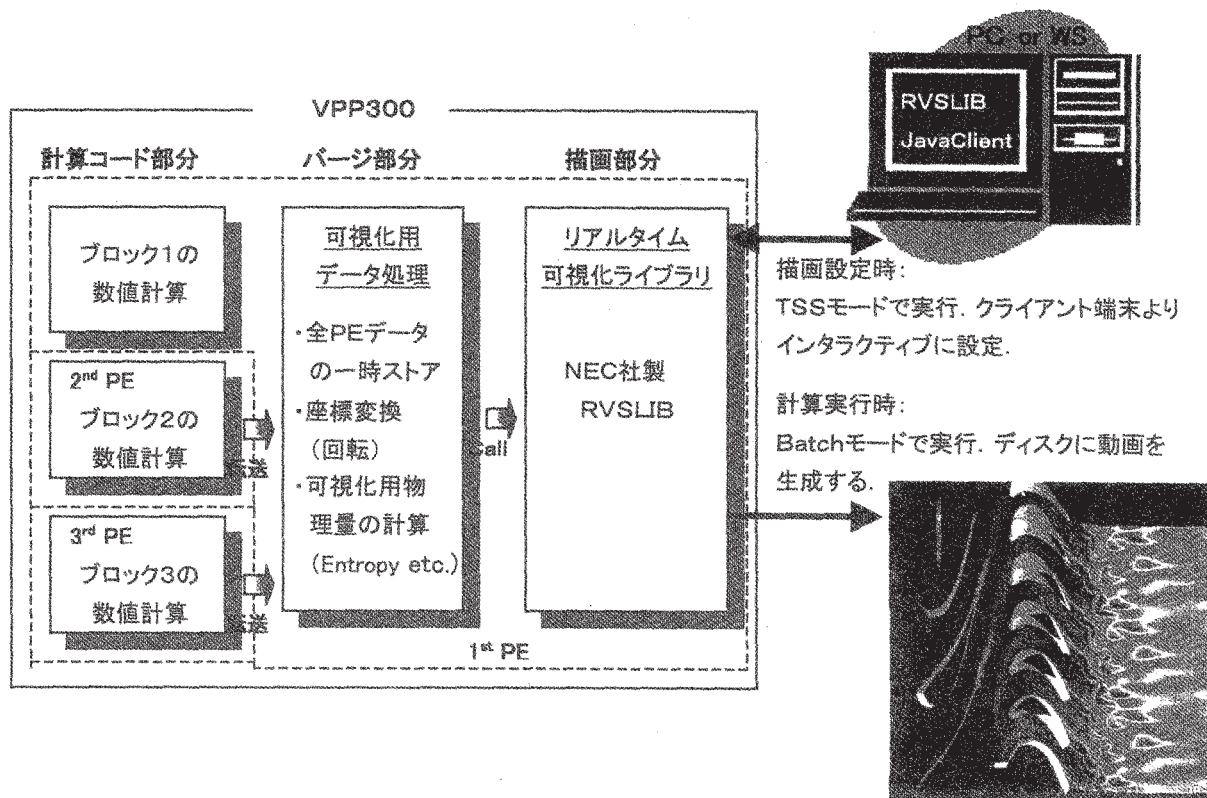 PC or WS
RVSLIB
JavaClient
VPP300
計算コード部分
バージ部分
描画部分
ブロック1の
数値計算
2nd PE
ブロック2の
数値計算
転送
3rd PE
ブロック3の
数値計算
転送
可視化用
データ処理
・全PEデータ
の一時ストア
・座標変換
(回転)
・可視化用物
理量の計算
(Entropy etc.)
Call
リアルタイム
可視化ライブラリ
NEC社製
RVSLIB
1st PE
描画設定時:
TSSモードで実行. クライアント端末より
インタラクティブに設定.
計算実行時:
Batchモードで実行. ディスクに動画を
生成する.